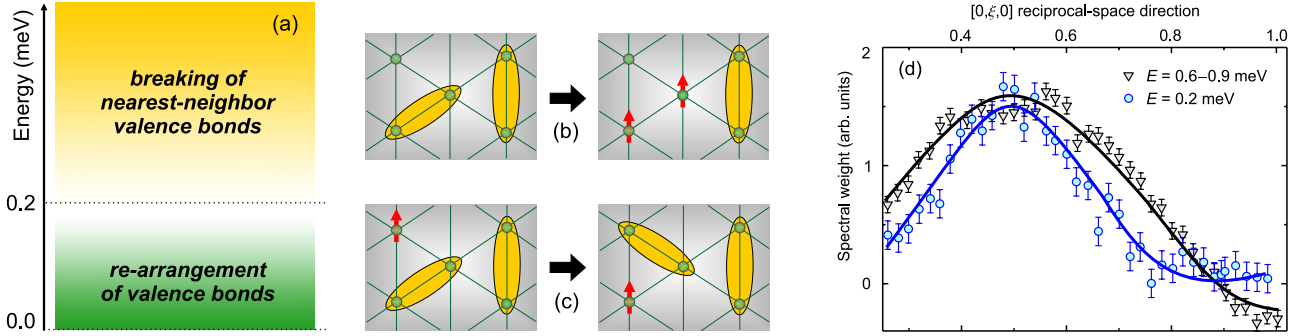 (a)
Energy (meV)
breaking of
nearest-neighbor
valence bonds
0.2
re-arrangement
of valence bonds
0.0
(b)
(c)
[0,ξ,0] reciprocal-space direction
0.4 0.6 0.8 1.0
(d)
E = 0.6–0.9 meV
E = 0.2 meV
Spectral weight (arb. units)
2
1
0